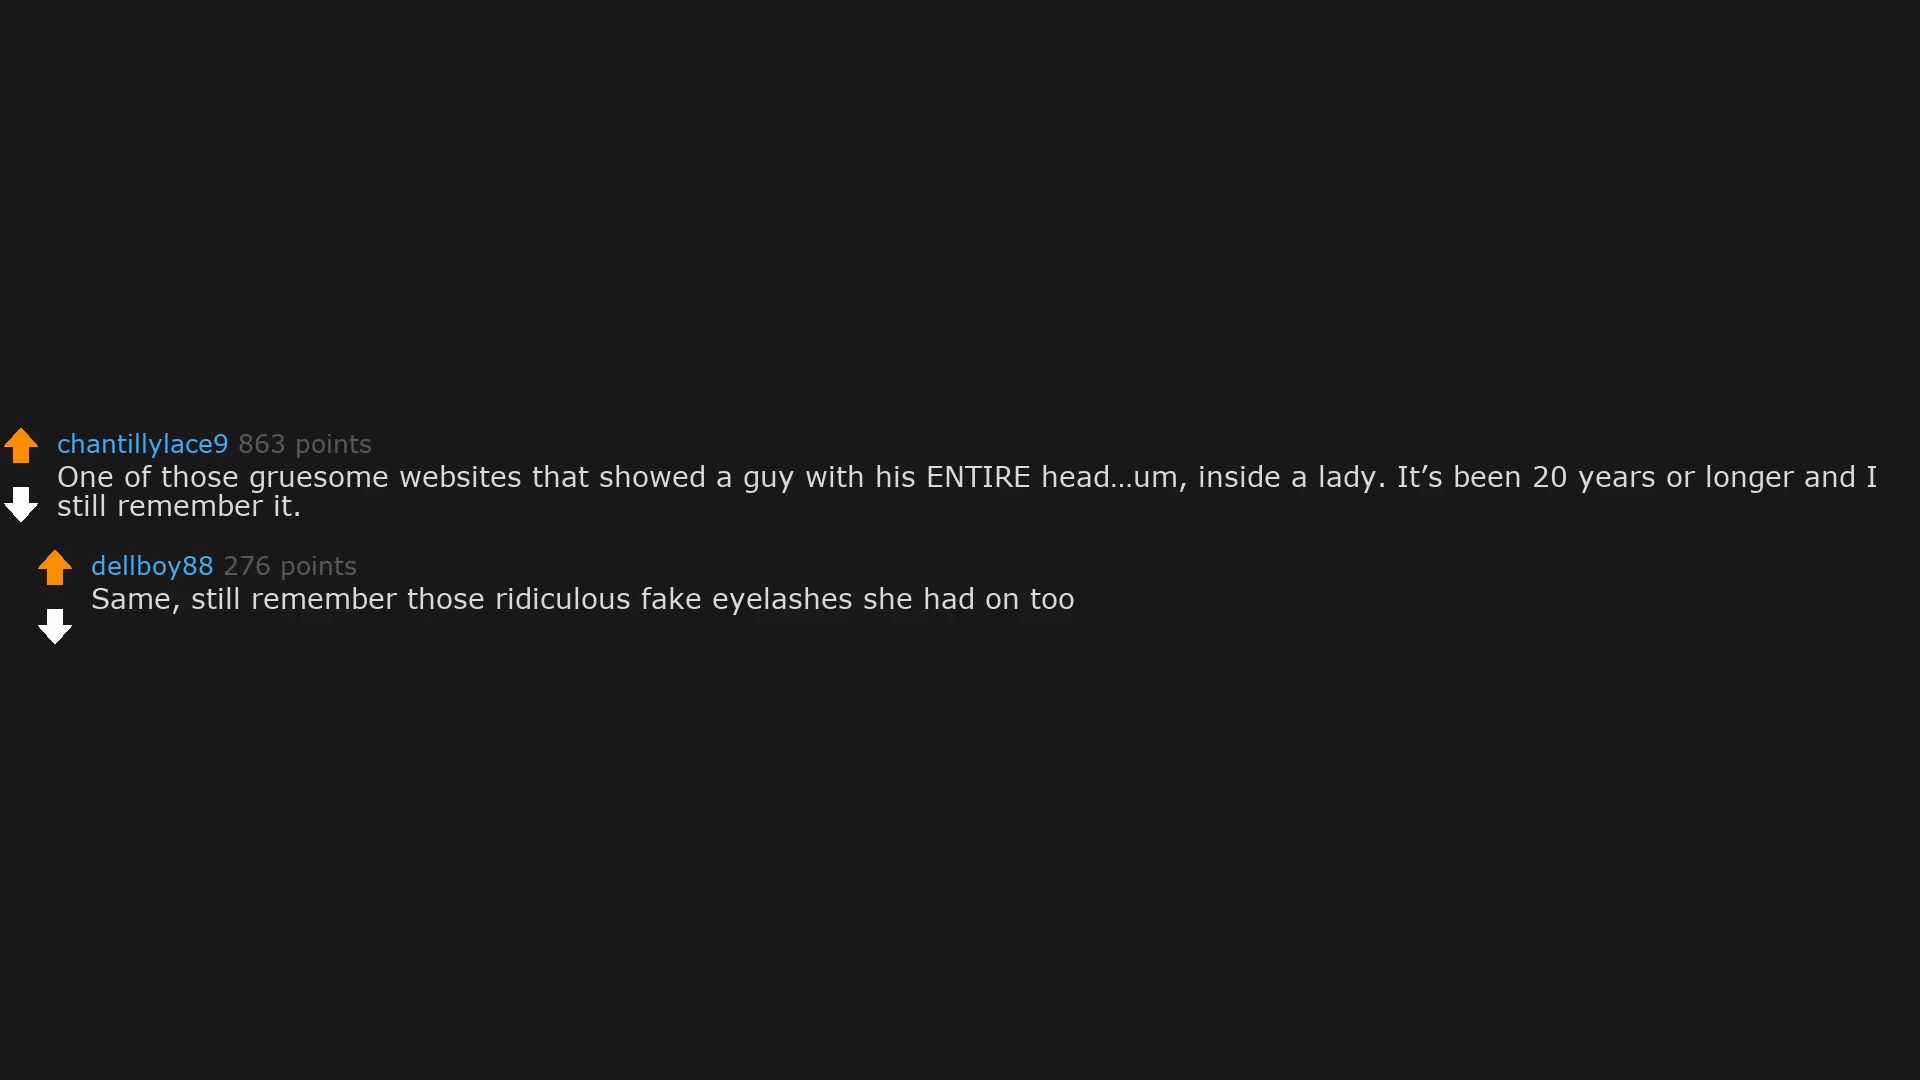 chantillylace9 863 points
One of those gruesome websites that showed a guy with his ENTIRE head...um, inside a lady. It’s been 20 years or longer and I
still remember it.
dellboy88 276 points
Same, still remember those ridiculous fake eyelashes she had on too